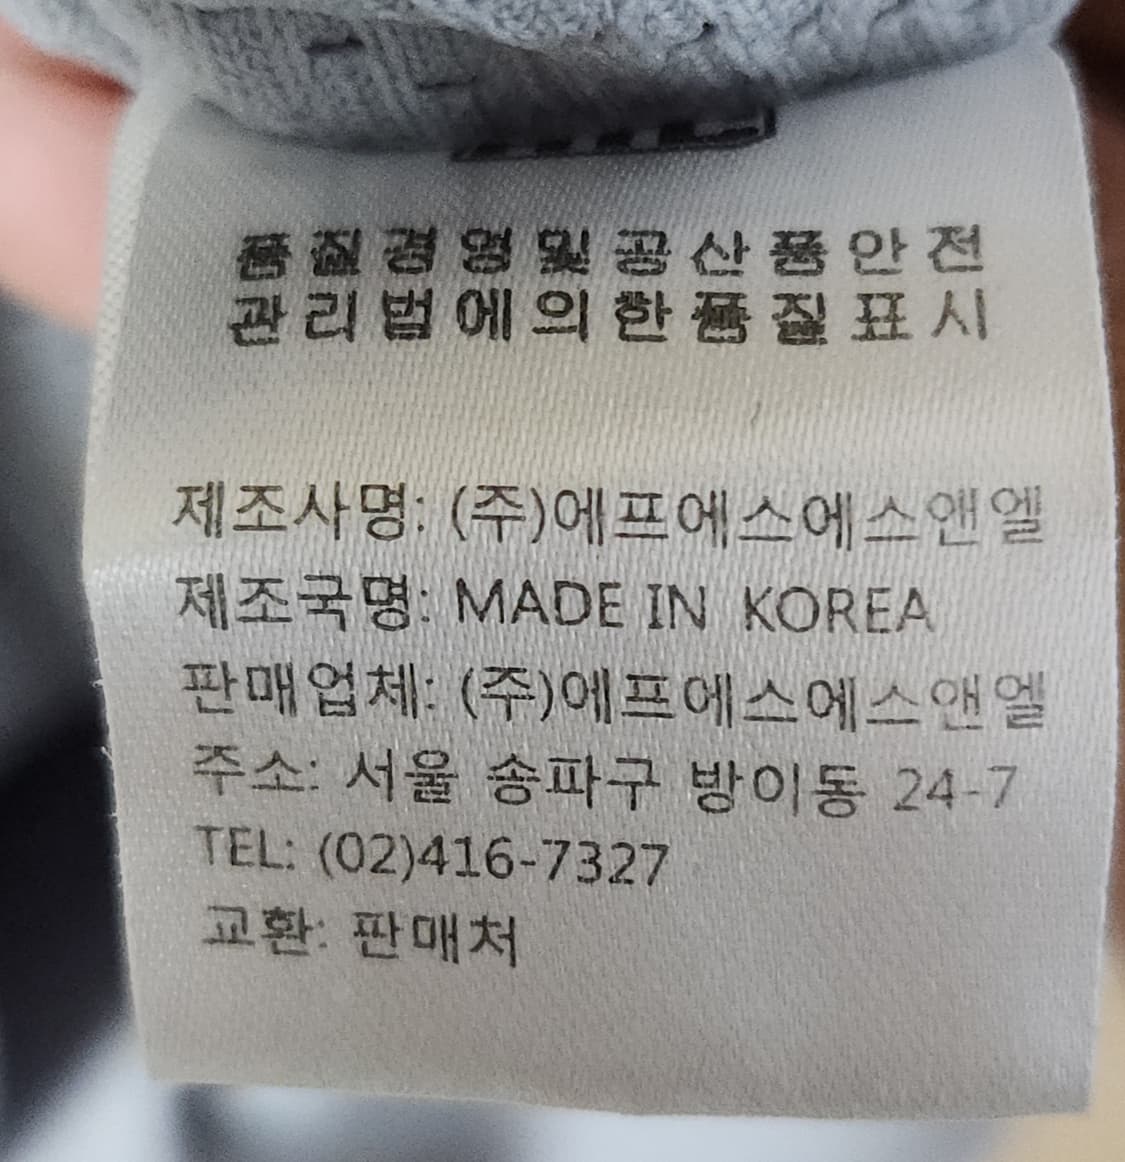 품질경영및공산품안전
관리법에의한품질표시
제조사명: (주)에프에스에스앤엘
제조국명: MADE IN KOREA
판매업체: (주)에프에스에스앤엘
주소: 서울 송파구 방이동 24-7
TEL: (02)416-7327
교환: 판매처